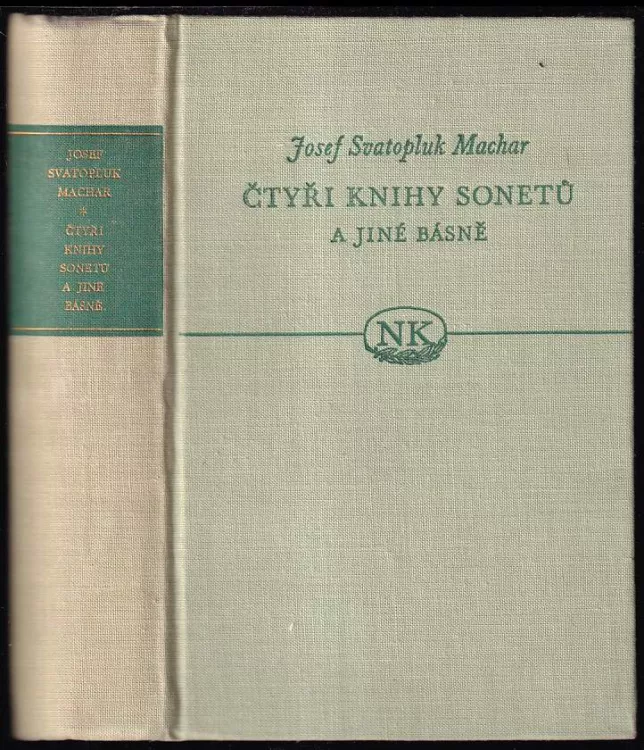 JOSEF
SVATOPLUK
MACHAR
*
ČTYŘI
KNIHY
SONETŮ
A JINÉ
BÁSNĚ
Josef Svatopluk Machar
ČTYŘI KNIHY SONETŮ
A JINÉ BÁSNĚ
NK